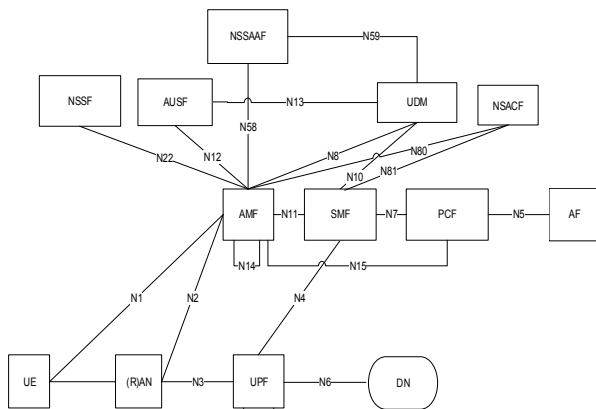 NSSAAF
N59
NSSF
AUSF
N13
UDM
NSACF
N58
N22
N12
N8
N80
N10
N81
AMF
N11
SMF
N7
PCF
N5
AF
N14
N15
N1
N2
N4
UE
(R)AN
N3
UPF
N6
DN